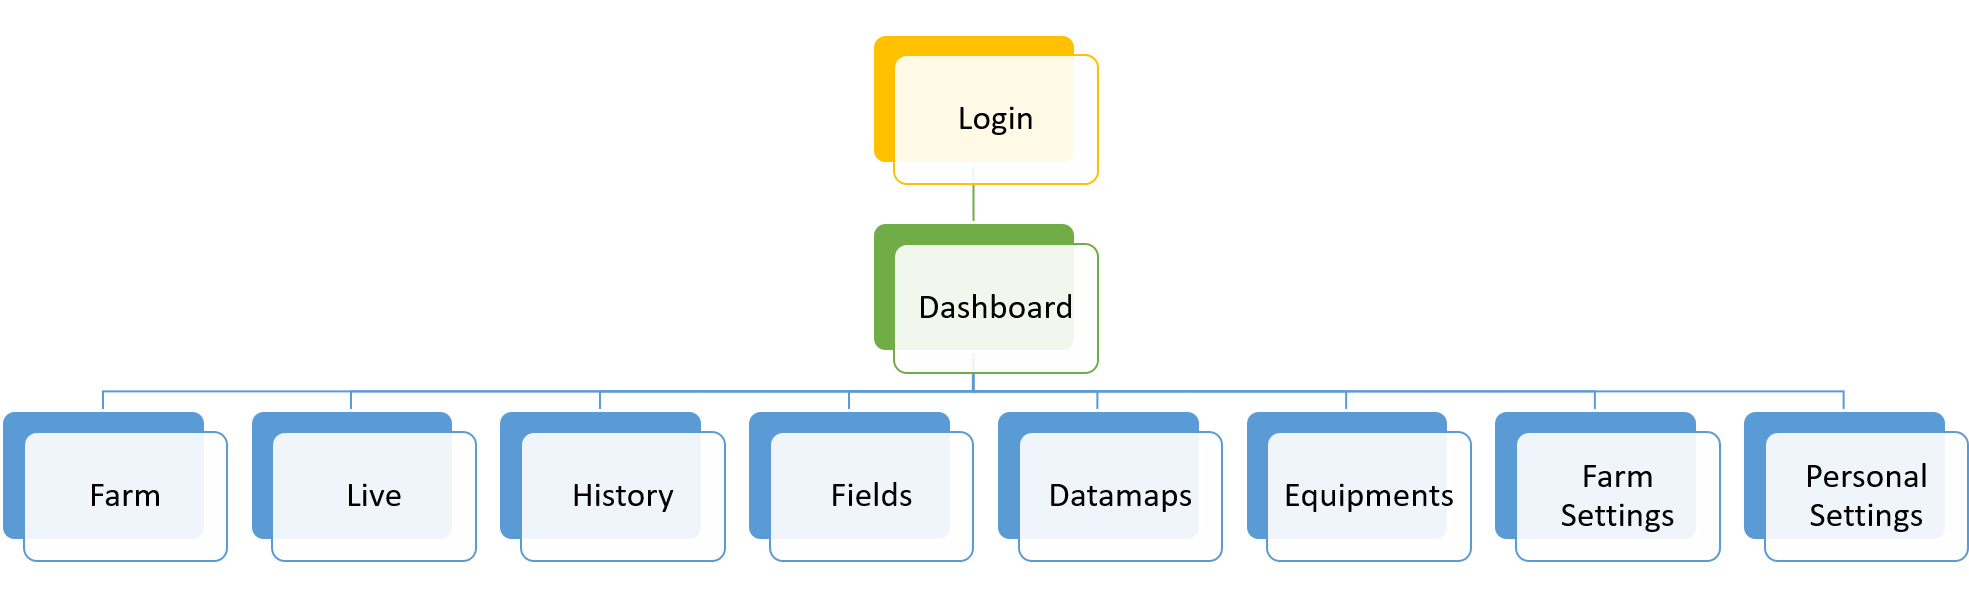 Login
Dashboard
Farm
Live
History
Fields
Datamaps
Equipments
Farm
Settings
Personal
Settings